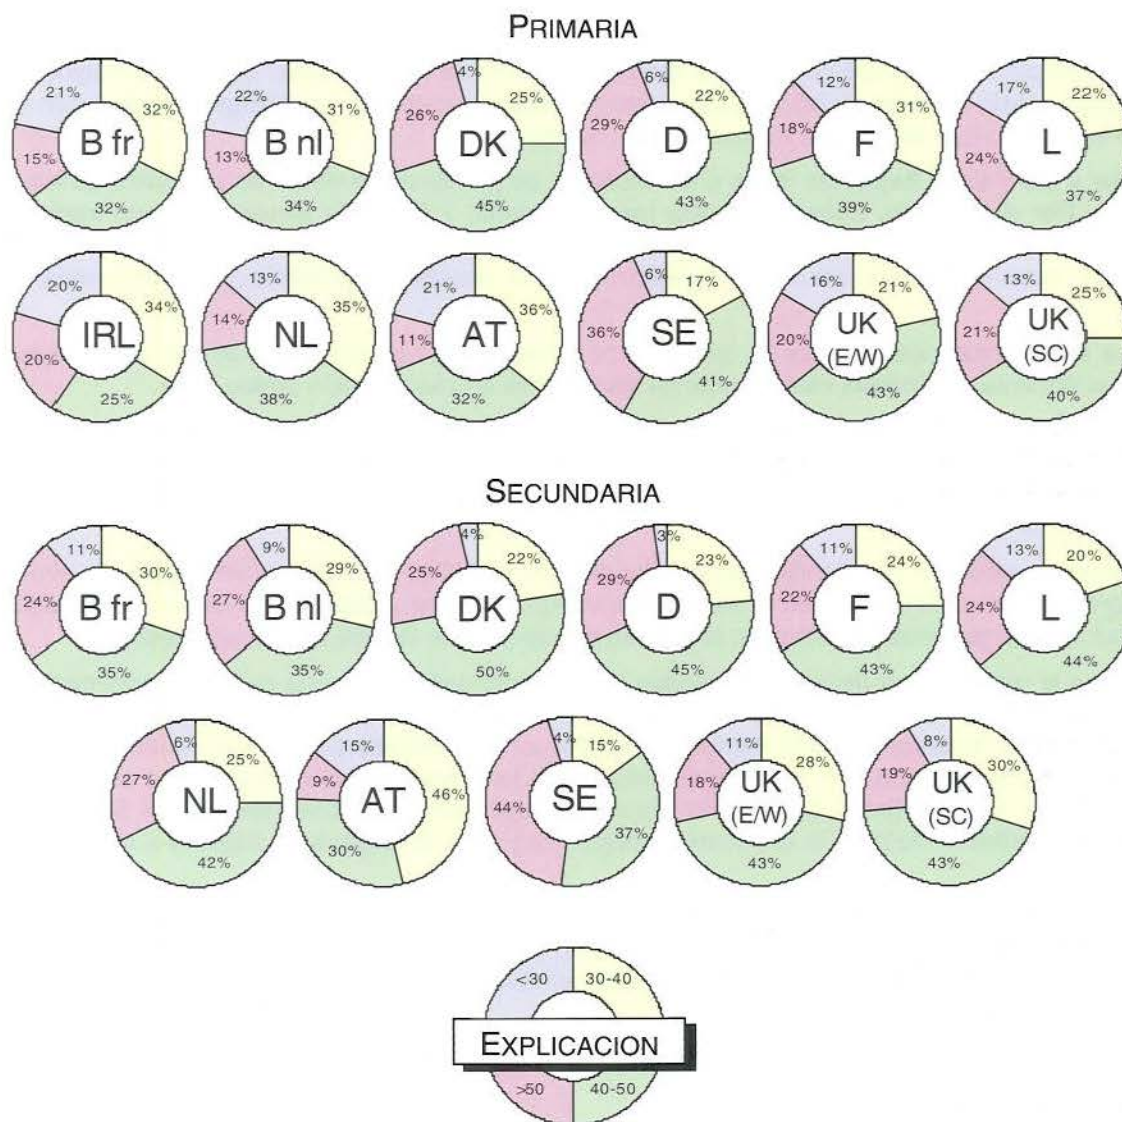 PRIMARIA
21% 32% 15% 32% B fr
22% 31% 13% 34% B nl
4% 25% 26% 45% DK
6% 22% 29% 43% D
12% 31% 18% 39% F
17% 22% 24% 37% L
20% 34% 20% 25% IRL
13% 35% 14% 38% NL
21% 36% 11% 32% AT
6% 17% 36% 41% SE
16% 21% 20% 43% UK (E/W)
13% 25% 21% 40% UK (SC)
SECUNDARIA
11% 30% 24% 35% B fr
9% 29% 27% 35% B nl
4% 22% 25% 50% DK
3% 23% 29% 45% D
11% 24% 22% 43% F
13% 20% 24% 44% L
6% 25% 27% 42% NL
15% 46% 9% 30% AT
4% 15% 44% 37% SE
11% 28% 18% 43% UK (E/W)
8% 30% 19% 43% UK (SC)
<30 30-40
EXPLICACION
>50 40-50